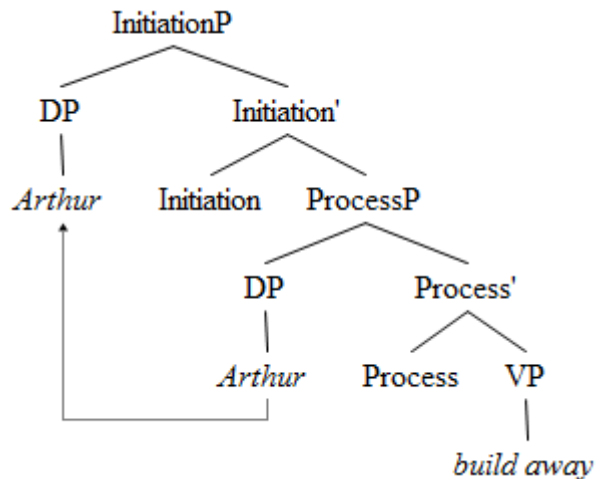 InitiationP
DP Initiation'
Arthur Initiation ProcessP
DP Process'
Arthur Process VP
build away